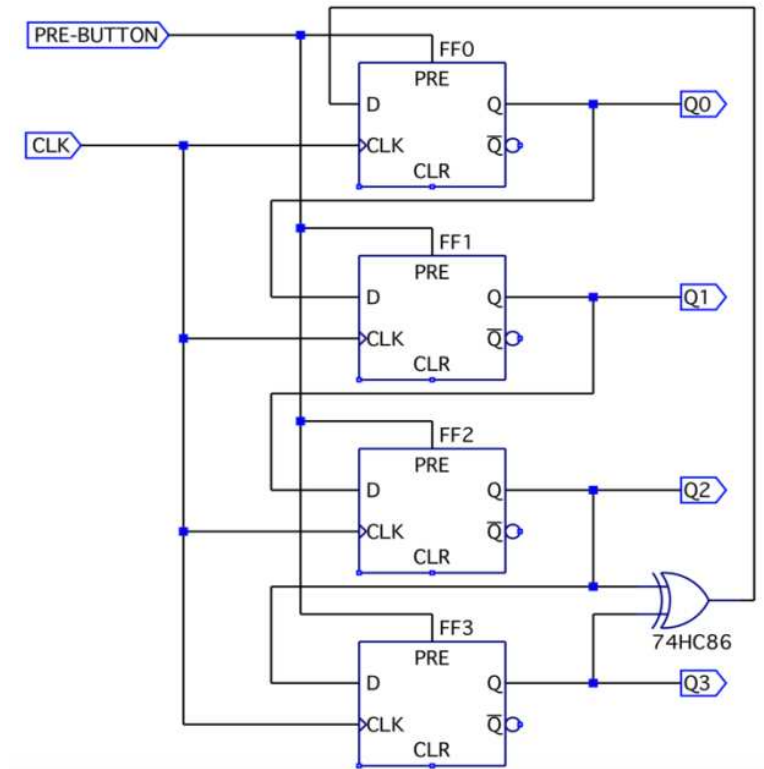 PRE-BUTTON
FF0
PRE
D
Q
Q0
CLK
CLK
Q̅
CLR
FF1
PRE
D
Q
Q1
CLK
Q̅
CLR
FF2
PRE
D
Q
Q2
CLK
Q̅
CLR
FF3
74HC86
PRE
D
Q
Q3
CLK
Q̅
CLR